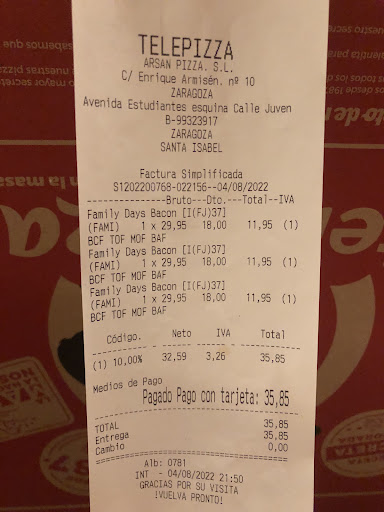 TELEPIZZA
ARSAN PIZZA. S.L.
C/ Enrique Armisén. nº 10
ZARAGOZA
Avenida Estudiantes esquina Calle Juven
B-99323917
ZARAGOZA
SANTA ISABEL
Factura Simplificada
S1202200768-022156--04/08/2022
---------------Bruto---Dto.---Total--IVA
Family Days Bacon [I(FJ)37]
(FAMI) 1 x 29,95 18,00 11,95 (1)
BCF TOF MOF BAF
Family Days Bacon [I(FJ)37]
(FAMI) 1 x 29,95 18,00 11,95 (1)
BCF TOF MOF BAF
Family Days Bacon [I(FJ)37]
(FAMI) 1 x 29,95 18,00 11,95 (1)
BCF TOF MOF BAF
Código. Neto IVA Total
(1) 10,00% 32,59 3,26 35,85
Medios de Pago
Pagado Pago con tarjeta: 35,85
TOTAL 35,85
Entrega 35,85
Cambio 0,00
Alb: 0781
INT - 04/08/2022 21:50
GRACIAS POR SU VISITA
!VUELVA PRONTO!